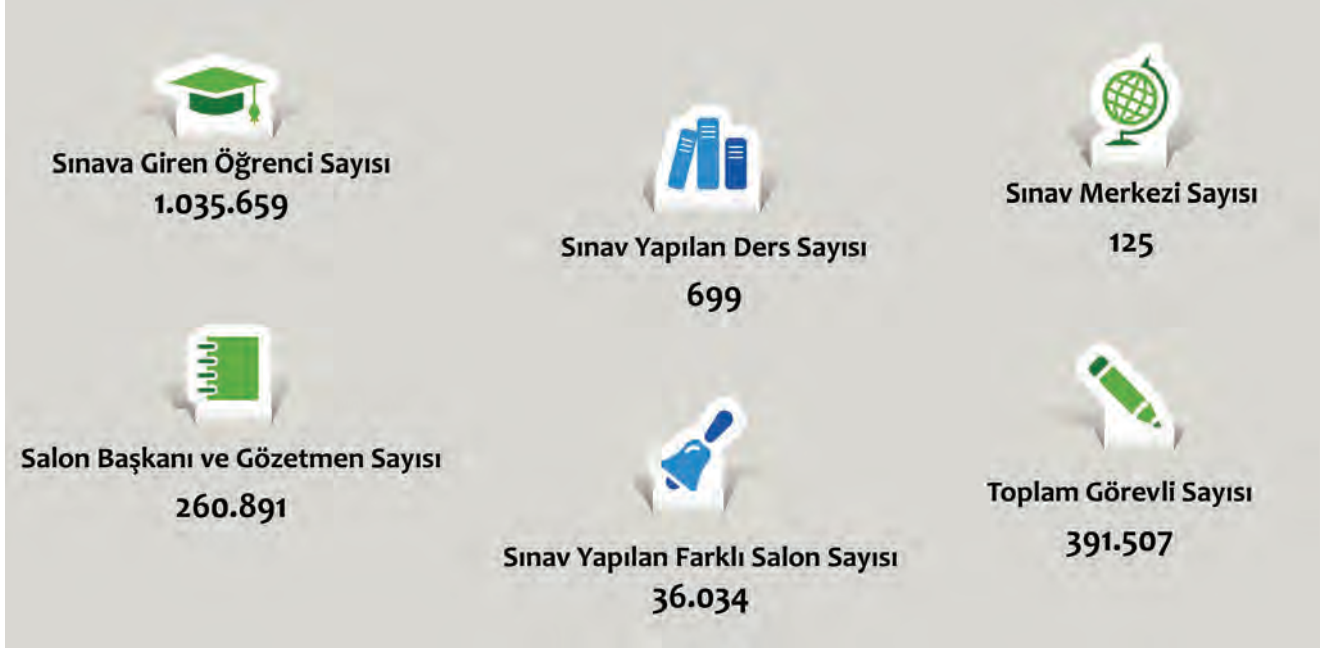 Sınava Giren Öğrenci Sayısı
1.035.659
Sınav Yapılan Ders Sayısı
699
Sınav Merkezi Sayısı
125
Salon Başkanı ve Gözetmen Sayısı
260.891
Sınav Yapılan Farklı Salon Sayısı
36.034
Toplam Görevli Sayısı
391.507